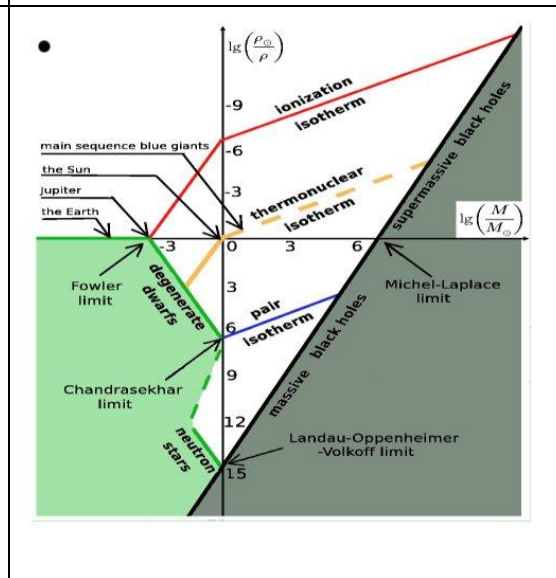 lg(ρ⊙/ρ)
ionization
isotherm
-9
main sequence blue giants
-6
the Sun
Jupiter
-3
thermonuclear
isotherm
supermassive black holes
the Earth
lg(M/M⊙)
-3
0
3
6
Fowler
limit
degenerate
dwarfs
3
Michel-Laplace
limit
6
pair
isotherm
massive black holes
Chandrasekhar
limit
9
12
neutron
stars
Landau-Oppenheimer
-Volkoff limit
15